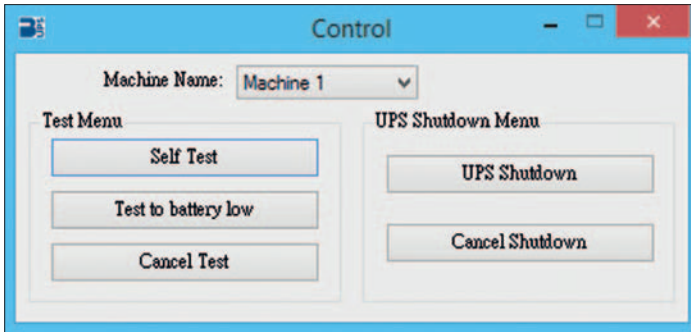 Control
Machine Name: Machine 1
Test Menu
Self Test
Test to battery low
Cancel Test
UPS Shutdown Menu
UPS Shutdown
Cancel Shutdown